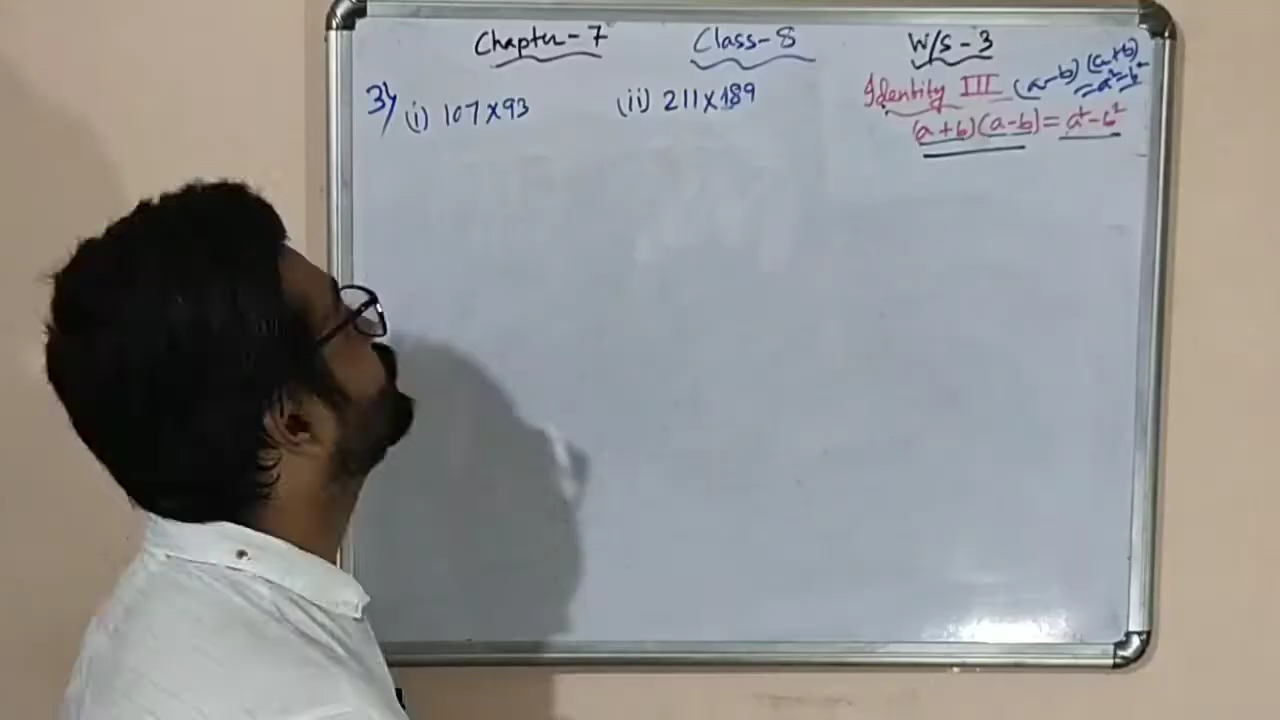 Chapter-7 Class-8 W/S-3
Identity III (a-b)(a+b)
=a²-b²
3) (i) 107×93 (ii) 211×189
(a+b)(a-b)=a²-b²